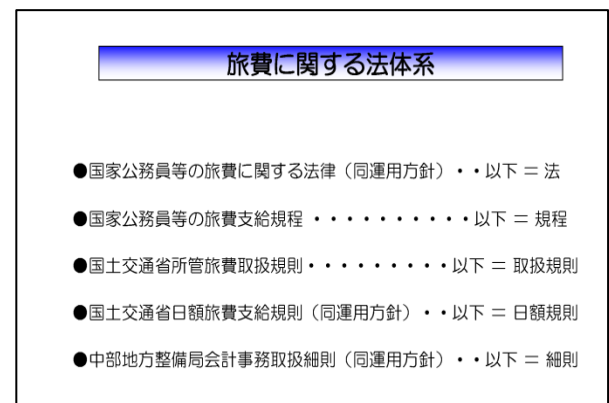 旅費に関する法体系
●国家公務員等の旅費に関する法律（同運用方針）・・以下 ＝ 法
●国家公務員等の旅費支給規程 ・・・・・・・・・・以下 ＝ 規程
●国土交通省所管旅費取扱規則・・・・・・・・・以下 ＝ 取扱規則
●国土交通省日額旅費支給規則（同運用方針）・・以下 ＝ 日額規則
●中部地方整備局会計事務取扱細則（同運用方針）・・以下 ＝ 細則